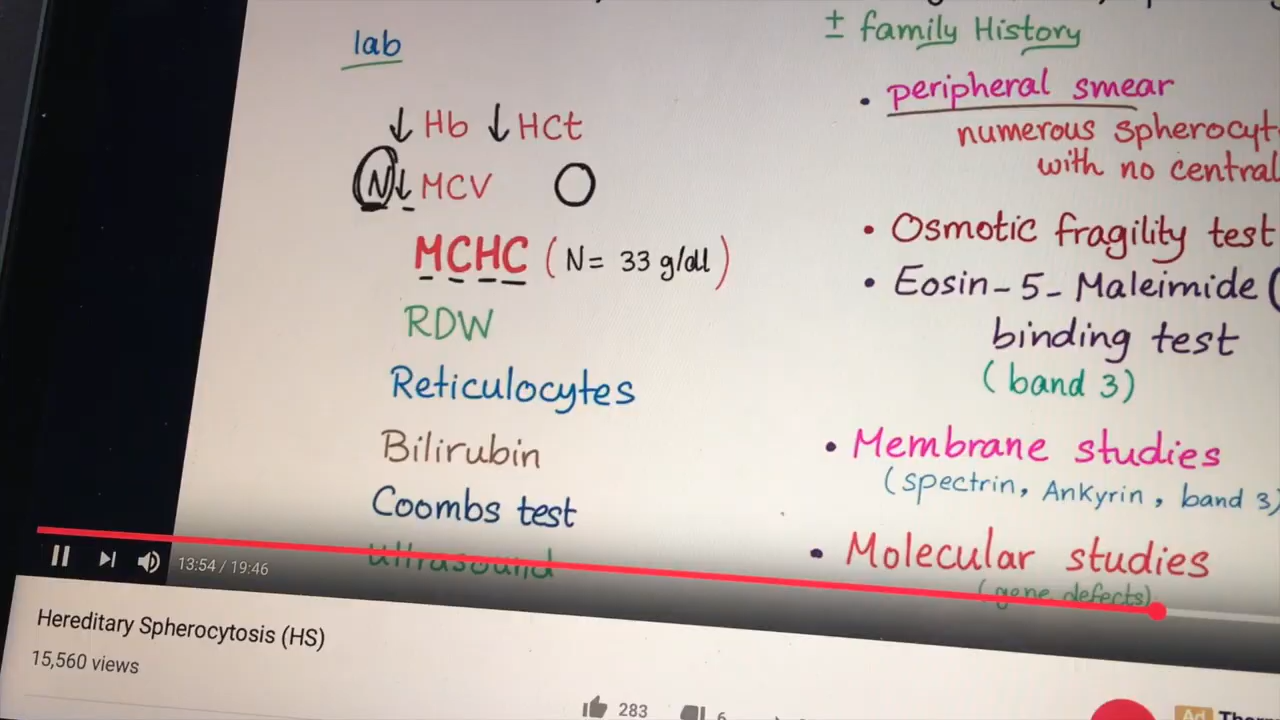 lab
↓ Hb ↓ HCt
N↓ MCV
MCHC (N= 33 g/dl)
RDW
Reticulocytes
Bilirubin
Coombs test
ultrasound
± family History
• peripheral smear
numerous spherocyt
with no central
• Osmotic fragility test
• Eosin-5-Maleimide (
binding test
(band 3)
• Membrane studies
(spectrin, Ankyrin, band 3)
• Molecular studies
(gene defects)
13:54 / 19:46
Hereditary Spherocytosis (HS)
15,560 views
283
6
Ad